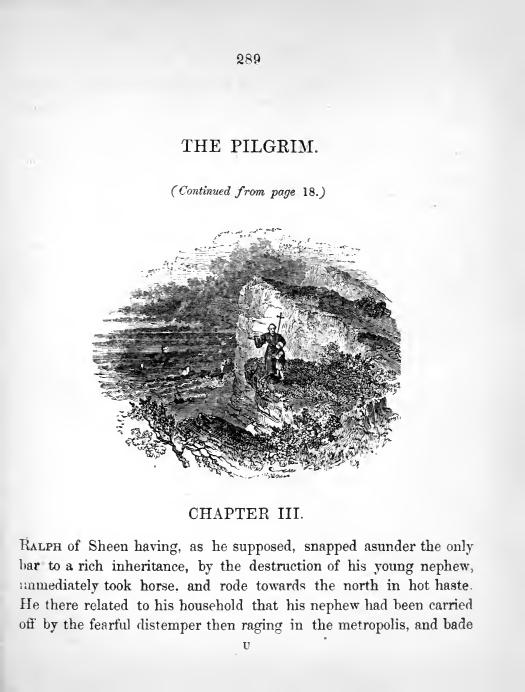 289
THE PILGRIM.
(Continued from page 18.)
CHAPTER III.
RALPH of Sheen having, as he supposed, snapped asunder the only
bar to a rich inheritance, by the destruction of his young nephew,
immediately took horse. and rode towards the north in hot haste.
He there related to his household that his nephew had been carried
off by the fearful distemper then raging in the metropolis, and bade
U